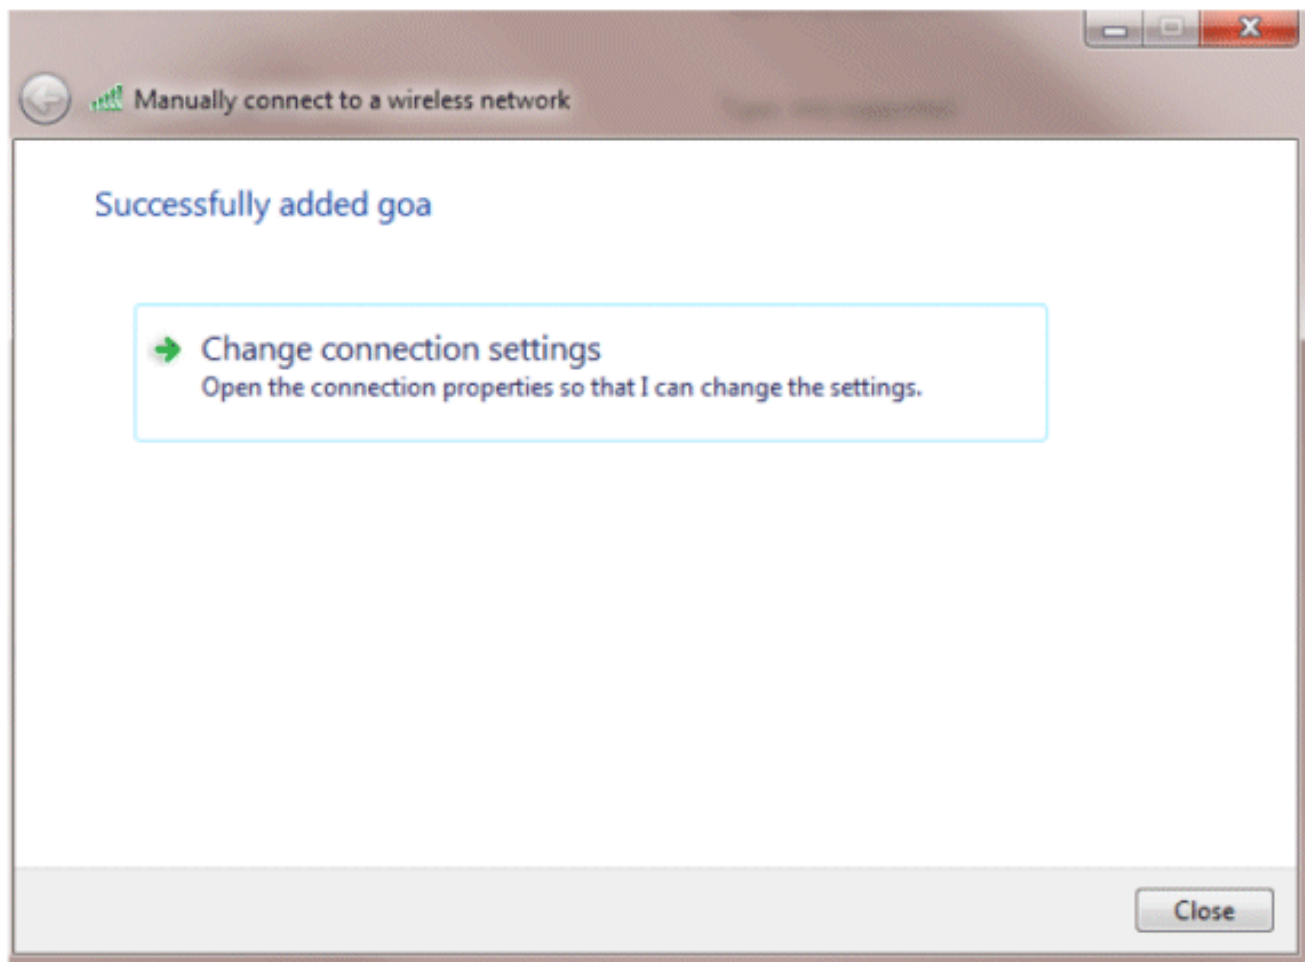 Manually connect to a wireless network
Successfully added goa
Change connection settings
Open the connection properties so that I can change the settings.
Close